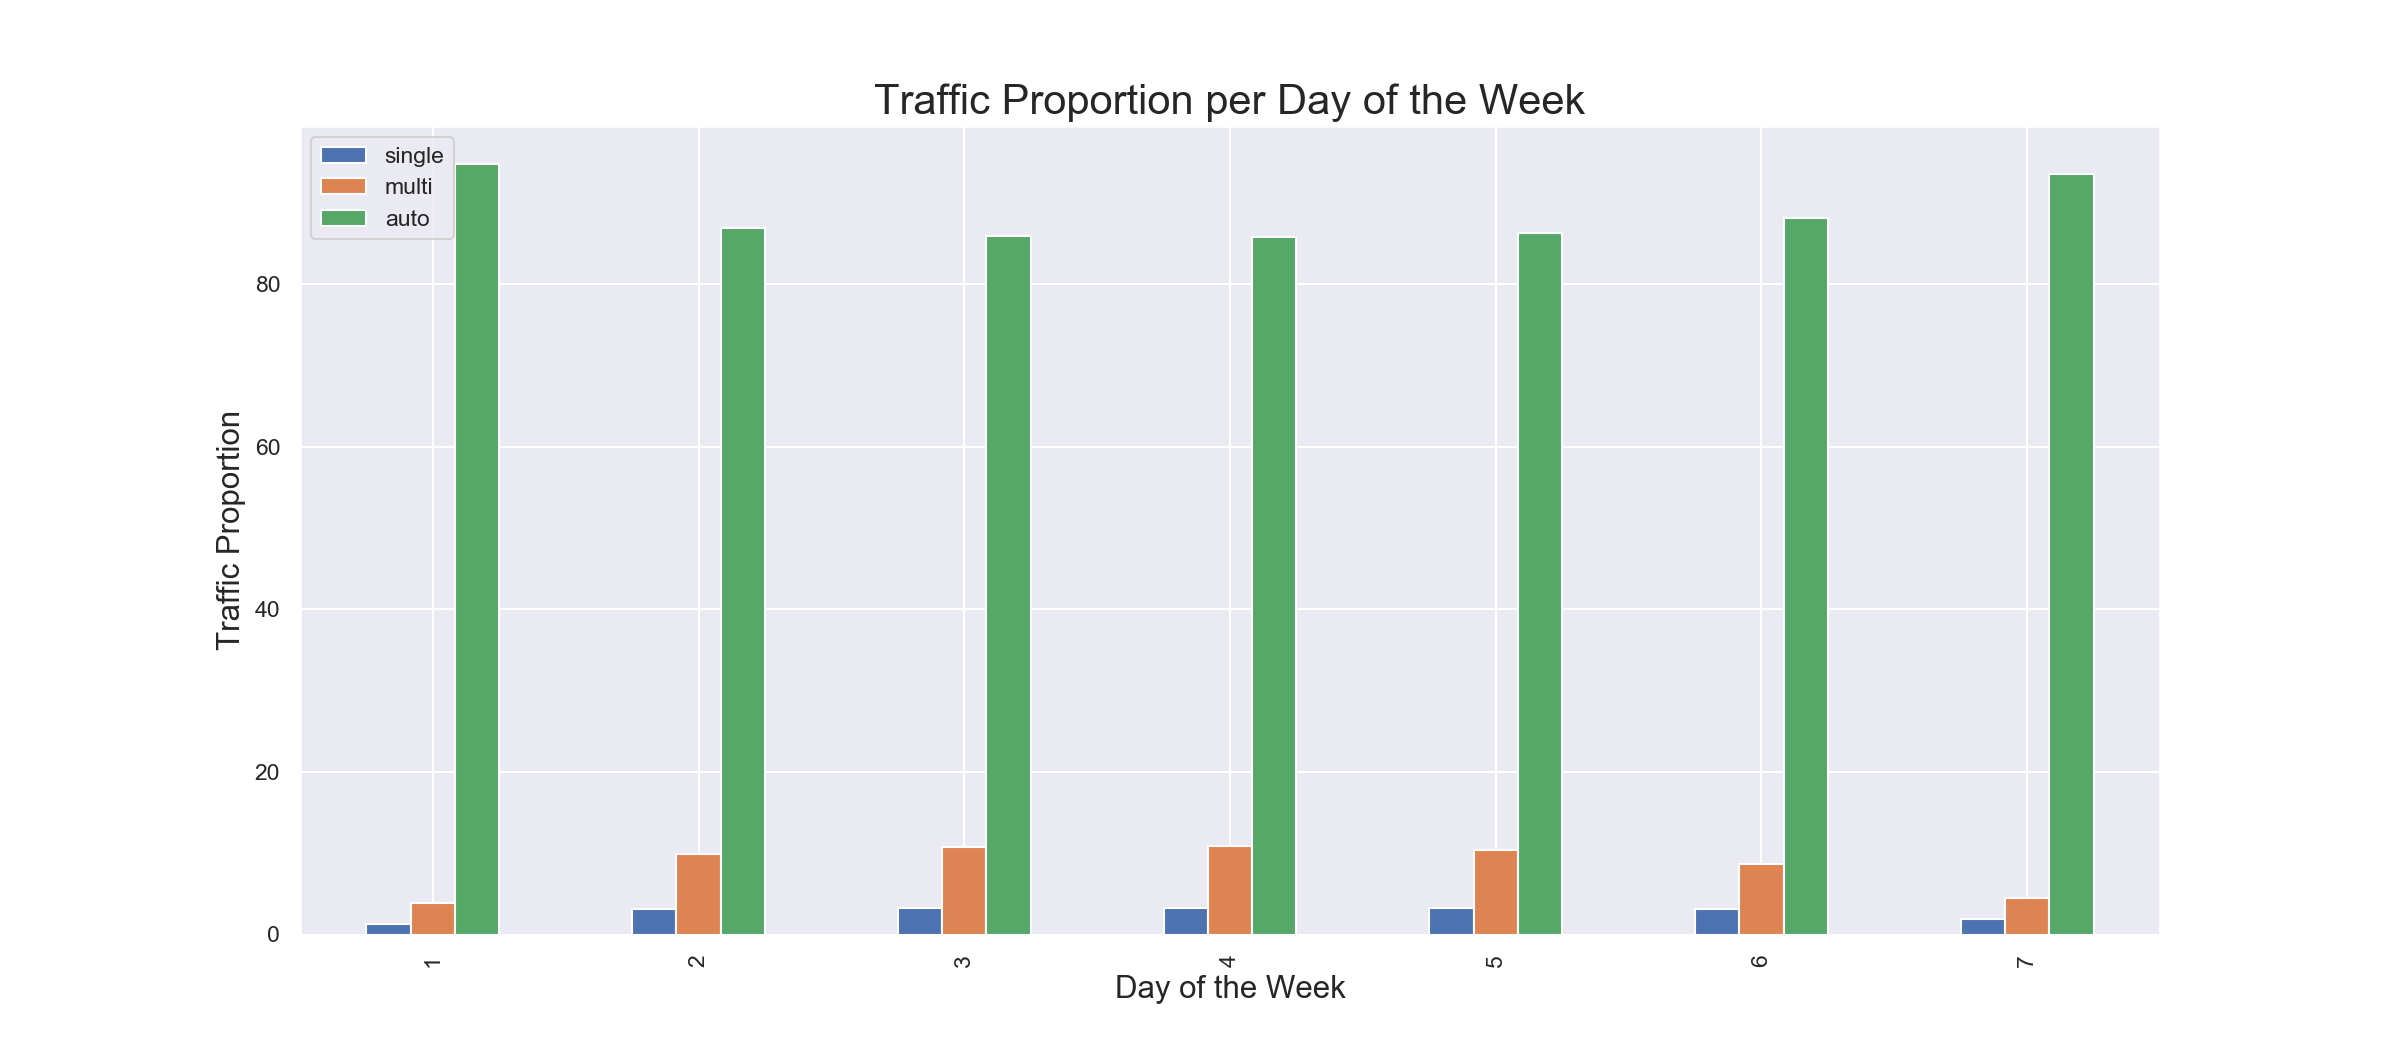 Traffic Proportion per Day of the Week
single
multi
auto
80
60
40
20
0
Traffic Proportion
1 2 3 4 5 6 7
Day of the Week